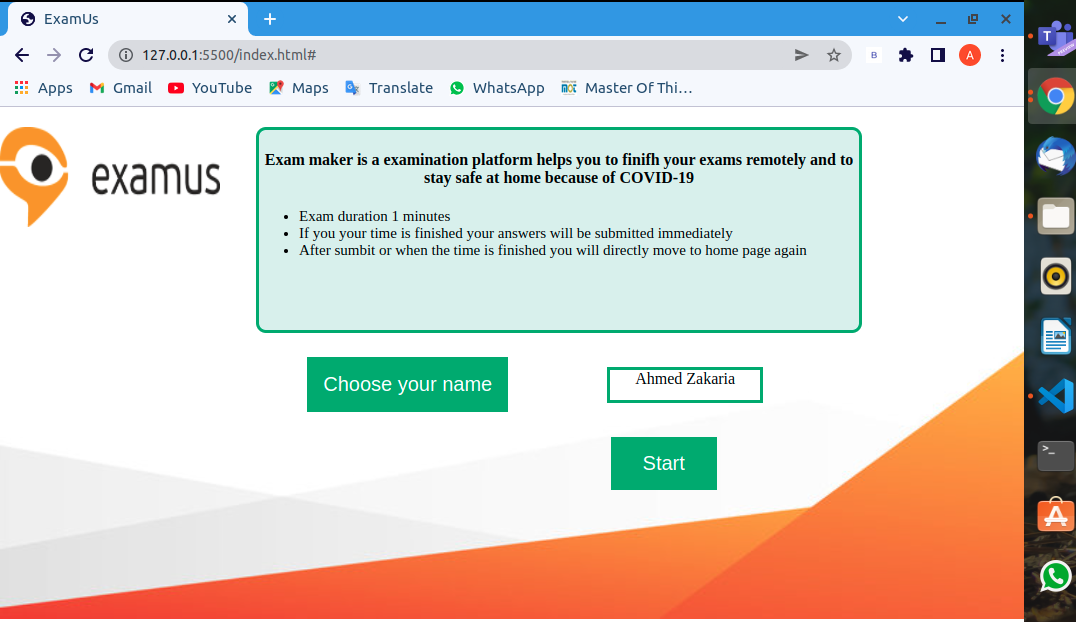 ExamUs
127.0.0.1:5500/index.html#
B
A
Apps
Gmail
YouTube
Maps
Translate
WhatsApp
Master Of Thi...
examus
Exam maker is a examination platform helps you to finifh your exams remotely and to
stay safe at home because of COVID-19
Exam duration 1 minutes
If you your time is finished your answers will be submitted immediately
After sumbit or when the time is finished you will directly move to home page again
Choose your name
Ahmed Zakaria
Start